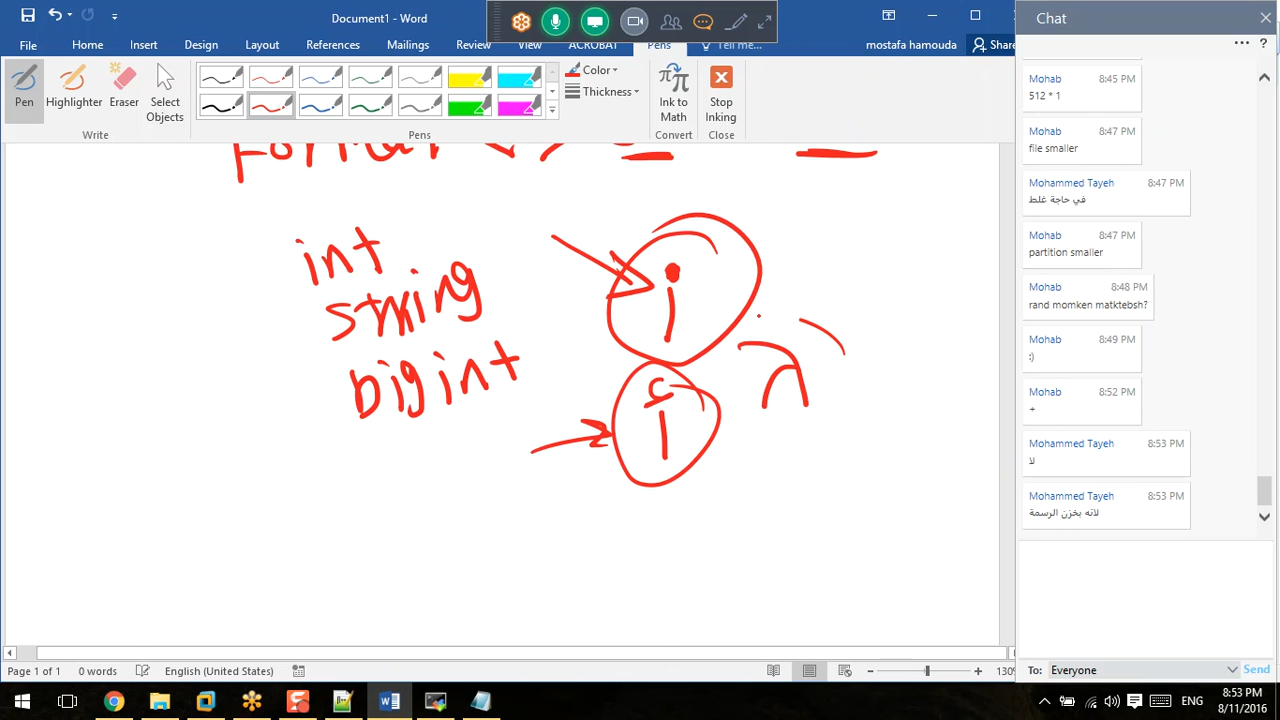 Document1 - Word
Chat
File Home Insert Design Layout References Mailings Review View ACROBAT Pens Tell me... mostafa hamouda Share
Pen
Highlighter
Eraser
Select Objects
Color
Thickness
Ink to Math
Stop Inking
Write
Pens
Convert
Close
Format
int
string
bigint
أ
Mohab 8:45 PM
512 * 1
Mohab 8:47 PM
file smaller
Mohammed Tayeh 8:47 PM
في حاجة غلط
Mohab 8:47 PM
partition smaller
Mohab 8:48 PM
rand momken matktebsh?
Mohab 8:49 PM
:)
Mohab 8:52 PM
+
Mohammed Tayeh 8:53 PM
لا
Mohammed Tayeh 8:53 PM
لانه بخزن الرسمة
To: Everyone Send
Page 1 of 1 0 words English (United States) 130%
ENG
8:53 PM
8/11/2016